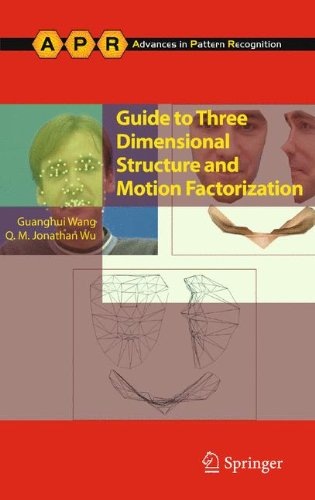 APR Advances in Pattern Recognition
Guide to Three
Dimensional
Structure and
Motion Factorization
Guanghui Wang
Q. M. Jonathan Wu
Springer